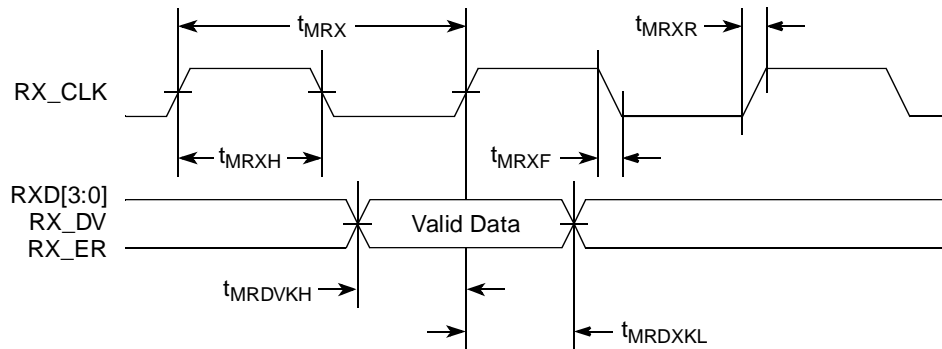 tMRX
tMRXR
RX_CLK
tMRXH
tMRXF
RXD[3:0]
RX_DV
Valid Data
RX_ER
tMRDVKH
tMRDXKL